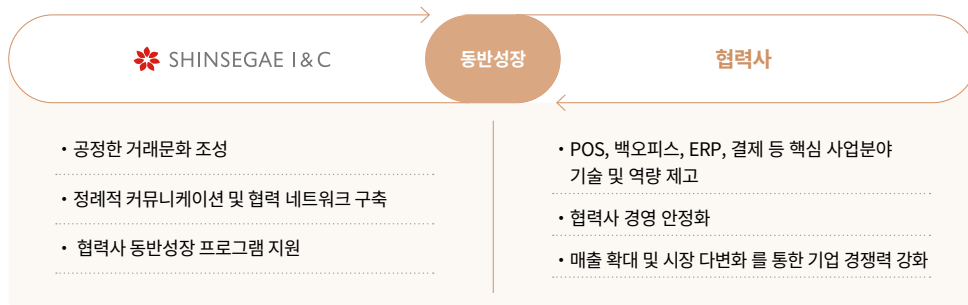 SHINSEGAE I&C
동반성장
협력사
• 공정한 거래문화 조성
• 정례적 커뮤니케이션 및 협력 네트워크 구축
• 협력사 동반성장 프로그램 지원
• POS, 백오피스, ERP, 결제 등 핵심 사업분야
기술 및 역량 제고
• 협력사 경영 안정화
• 매출 확대 및 시장 다변화 를 통한 기업 경쟁력 강화